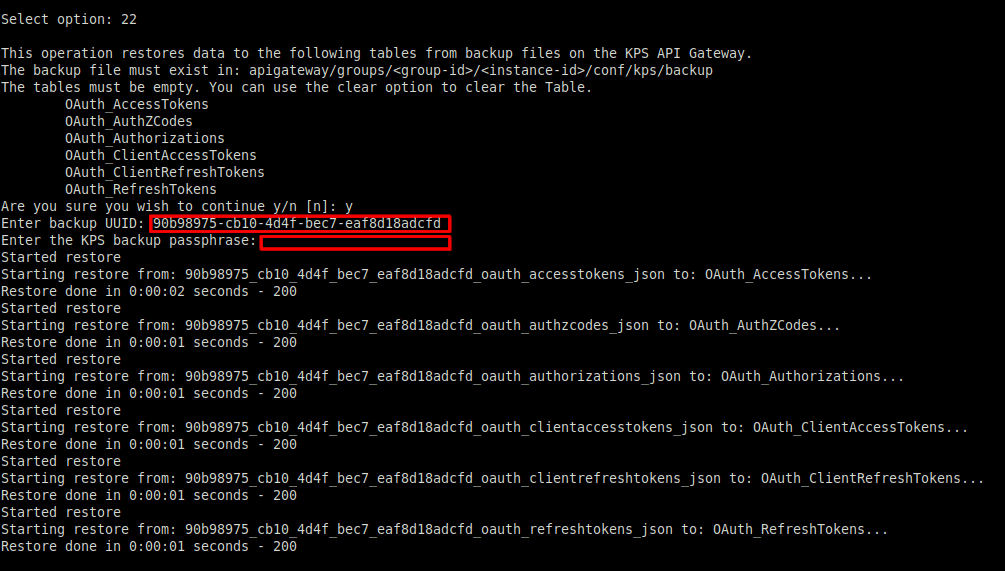 Select option: 22
This operation restores data to the following tables from backup files on the KPS API Gateway.
The backup file must exist in: apigateway/groups/<group-id>/<instance-id>/conf/kps/backup
The tables must be empty. You can use the clear option to clear the Table.
OAuth_AccessTokens
OAuth_AuthZCodes
OAuth_Authorizations
OAuth_ClientAccessTokens
OAuth_ClientRefreshTokens
OAuth_RefreshTokens
Are you sure you wish to continue y/n [n]: y
Enter backup UUID: 90b98975-cb10-4d4f-bec7-eaf8d18adcfd
Enter the KPS backup passphrase:
Started restore
Starting restore from: 90b98975_cb10_4d4f_bec7_eaf8d18adcfd_oauth_accesstokens_json to: OAuth_AccessTokens...
Restore done in 0:00:02 seconds - 200
Started restore
Starting restore from: 90b98975_cb10_4d4f_bec7_eaf8d18adcfd_oauth_authzcodes_json to: OAuth_AuthZCodes...
Restore done in 0:00:01 seconds - 200
Started restore
Starting restore from: 90b98975_cb10_4d4f_bec7_eaf8d18adcfd_oauth_authorizations_json to: OAuth_Authorizations...
Restore done in 0:00:01 seconds - 200
Started restore
Starting restore from: 90b98975_cb10_4d4f_bec7_eaf8d18adcfd_oauth_clientaccesstokens_json to: OAuth_ClientAccessTokens...
Restore done in 0:00:01 seconds - 200
Started restore
Starting restore from: 90b98975_cb10_4d4f_bec7_eaf8d18adcfd_oauth_clientrefreshtokens_json to: OAuth_ClientRefreshTokens...
Restore done in 0:00:01 seconds - 200
Started restore
Starting restore from: 90b98975_cb10_4d4f_bec7_eaf8d18adcfd_oauth_refreshtokens_json to: OAuth_RefreshTokens...
Restore done in 0:00:01 seconds - 200